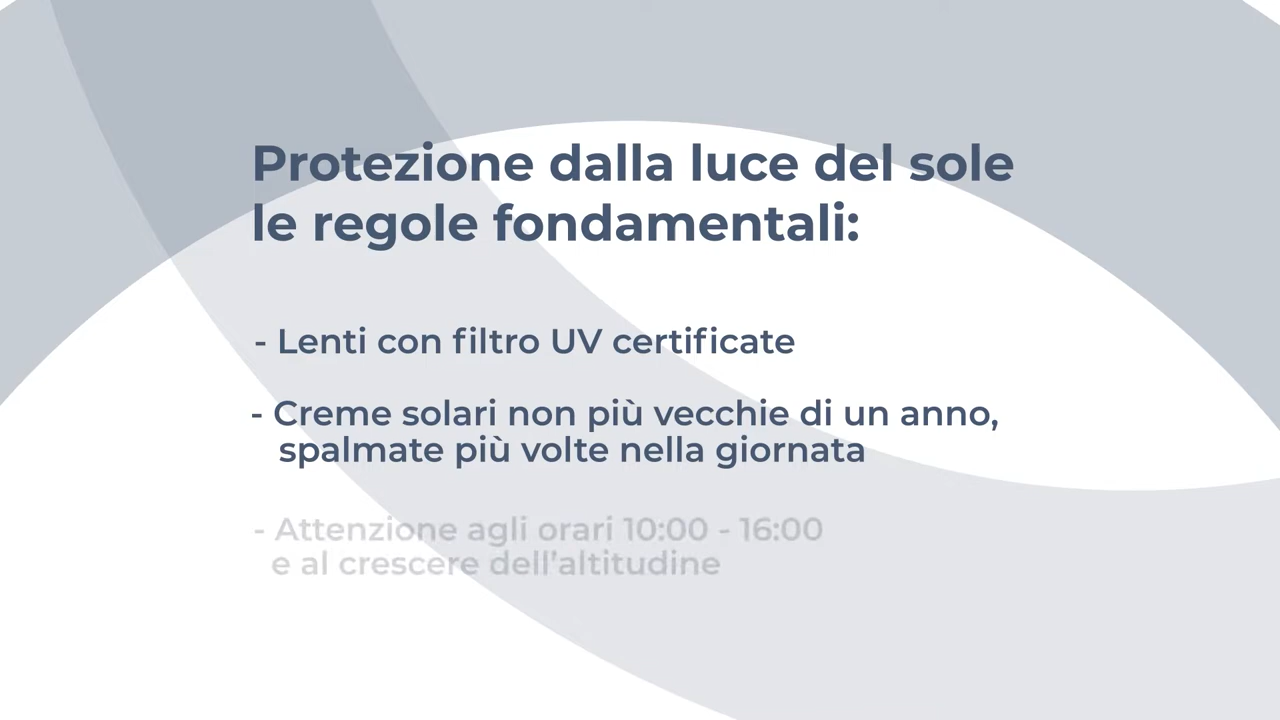 Protezione dalla luce del sole
le regole fondamentali:
- Lenti con filtro UV certificate
- Creme solari non più vecchie di un anno,
spalmate più volte nella giornata
- Attenzione agli orari 10:00 - 16:00
e al crescere dell'altitudine